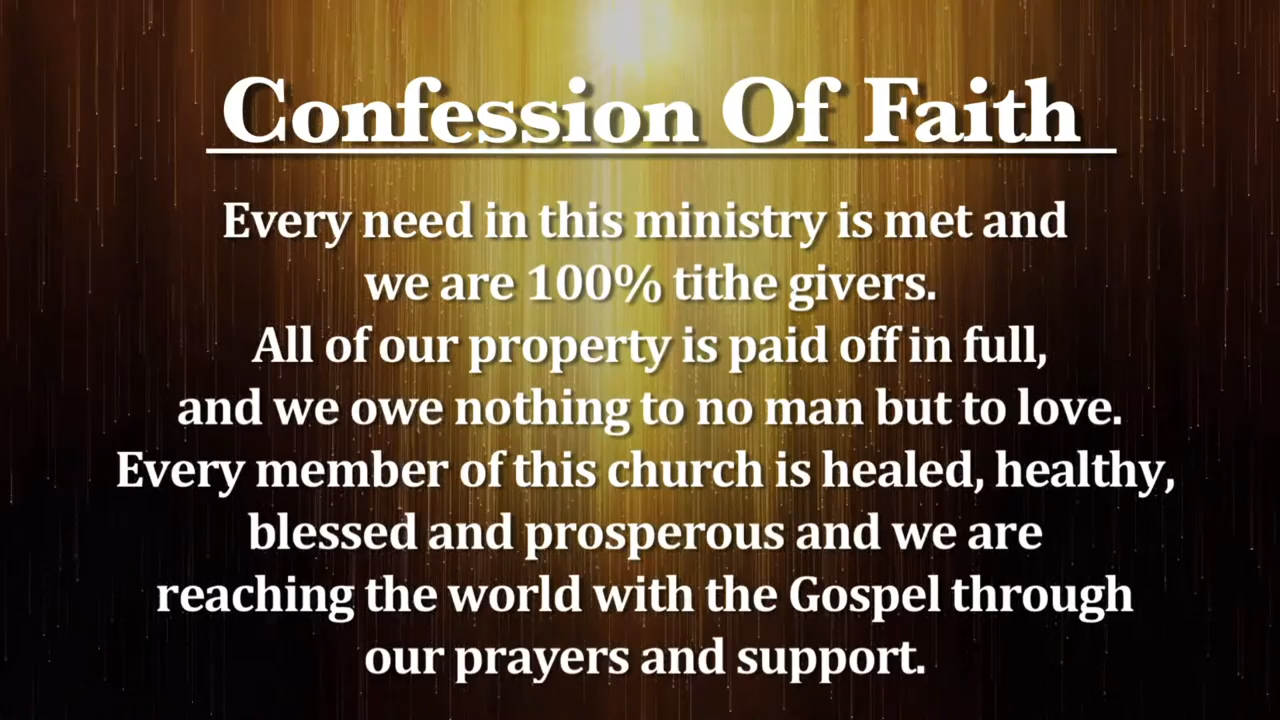 Confession Of Faith
Every need in this ministry is met and
we are 100% tithe givers.
All of our property is paid off in full,
and we owe nothing to no man but to love.
Every member of this church is healed, healthy,
blessed and prosperous and we are
reaching the world with the Gospel through
our prayers and support.